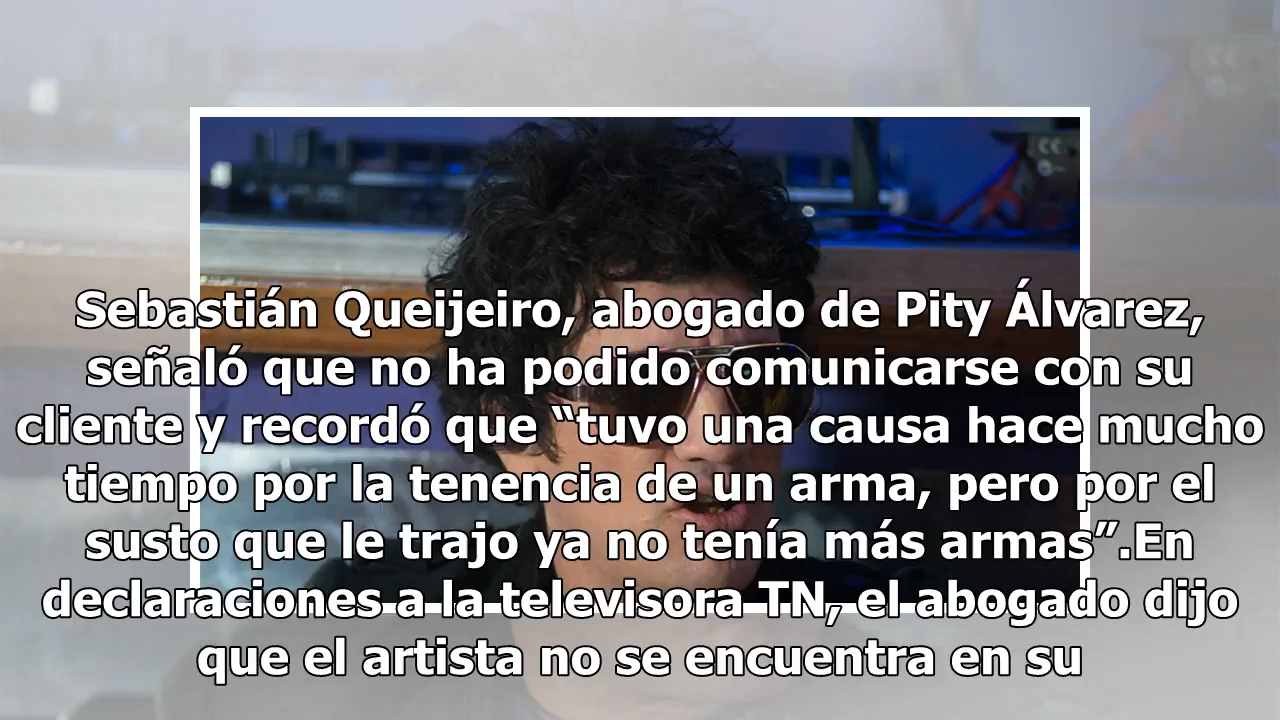 Sebastián Queijeiro, abogado de Pity Álvarez,
señaló que no ha podido comunicarse con su
cliente y recordó que “tuvo una causa hace mucho
tiempo por la tenencia de un arma, pero por el
susto que le trajo ya no tenía más armas”.En
declaraciones a la televisora TN, el abogado dijo
que el artista no se encuentra en su